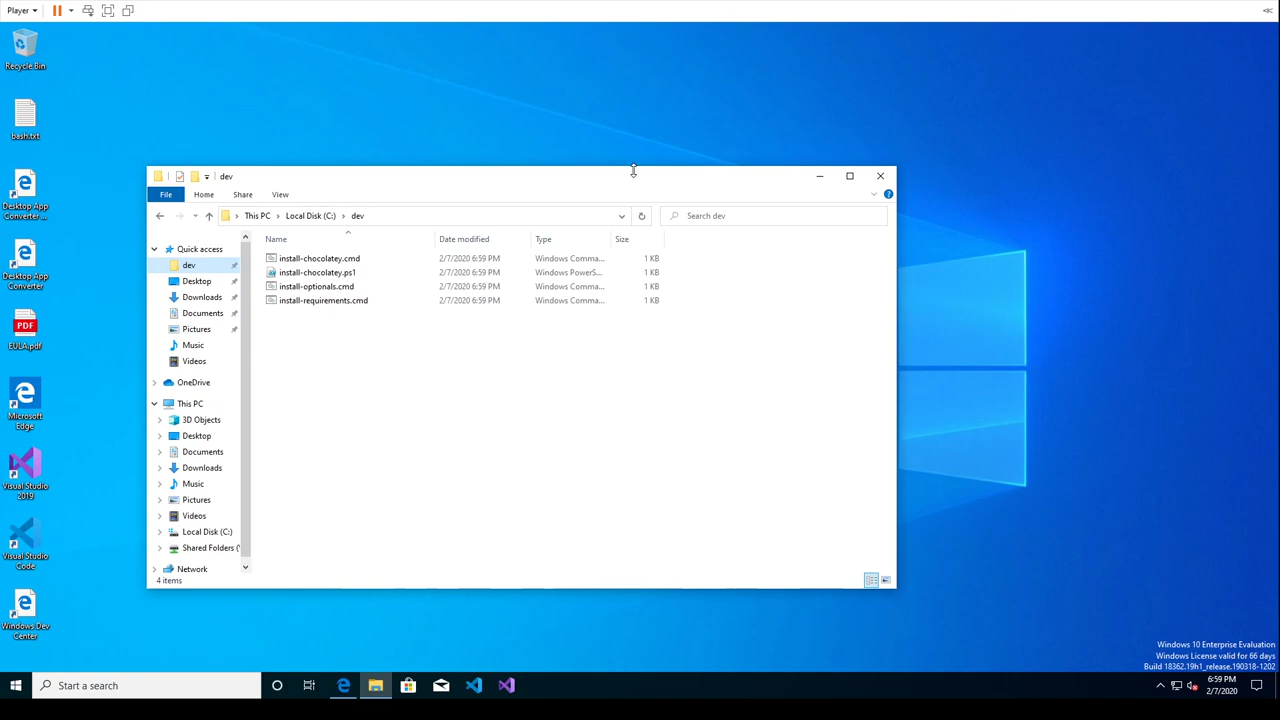 Player
Recycle Bin
bash.txt
Desktop App
Converter ...
Desktop App
Converter
PDF
EULA.pdf
Microsoft
Edge
Visual Studio
2019
Visual Studio
Code
Windows Dev
Center
dev
File Home Share View
This PC > Local Disk (C:) > dev
Search dev
Name Date modified Type Size
install-chocolatey.cmd 2/7/2020 6:59 PM Windows Comma... 1 KB
install-chocolatey.ps1 2/7/2020 6:59 PM Windows PowerS... 1 KB
install-optionals.cmd 2/7/2020 6:59 PM Windows Comma... 1 KB
install-requirements.cmd 2/7/2020 6:59 PM Windows Comma... 1 KB
Quick access
dev
Desktop
Downloads
Documents
Pictures
Music
Videos
OneDrive
This PC
3D Objects
Desktop
Documents
Downloads
Music
Pictures
Videos
Local Disk (C:)
Shared Folders (
Network
4 items
Windows 10 Enterprise Evaluation
Windows License valid for 66 days
Build 18362.19h1_release.190318-1202
Start a search
6:59 PM
2/7/2020